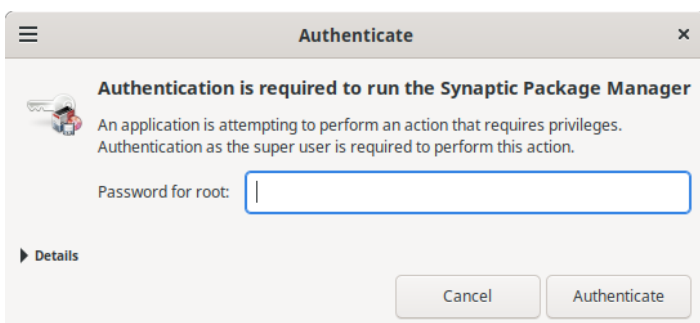 Authenticate
Authentication is required to run the Synaptic Package Manager
An application is attempting to perform an action that requires privileges.
Authentication as the super user is required to perform this action.
Password for root:
Details
Cancel
Authenticate